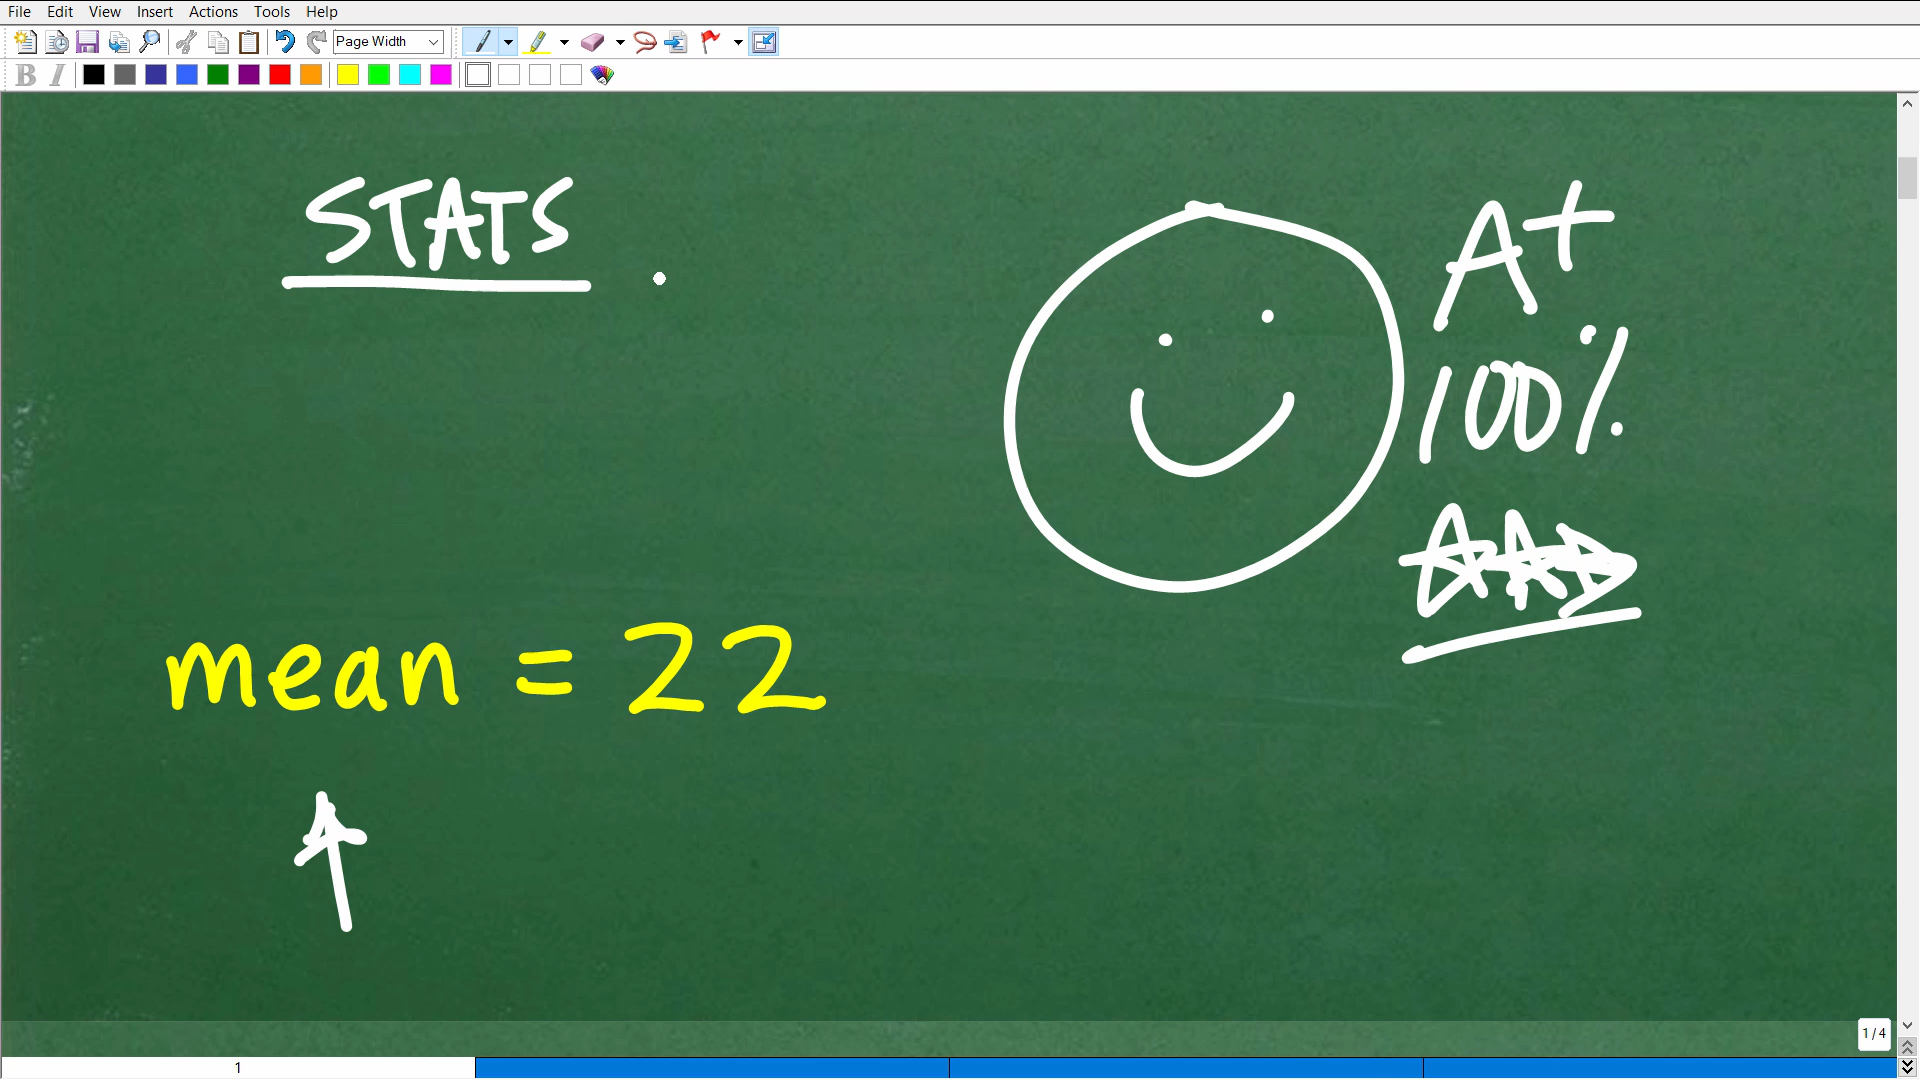 File Edit View Insert Actions Tools Help
Page Width
B I
STATS
A+
100%
mean = 22
1 / 4
1